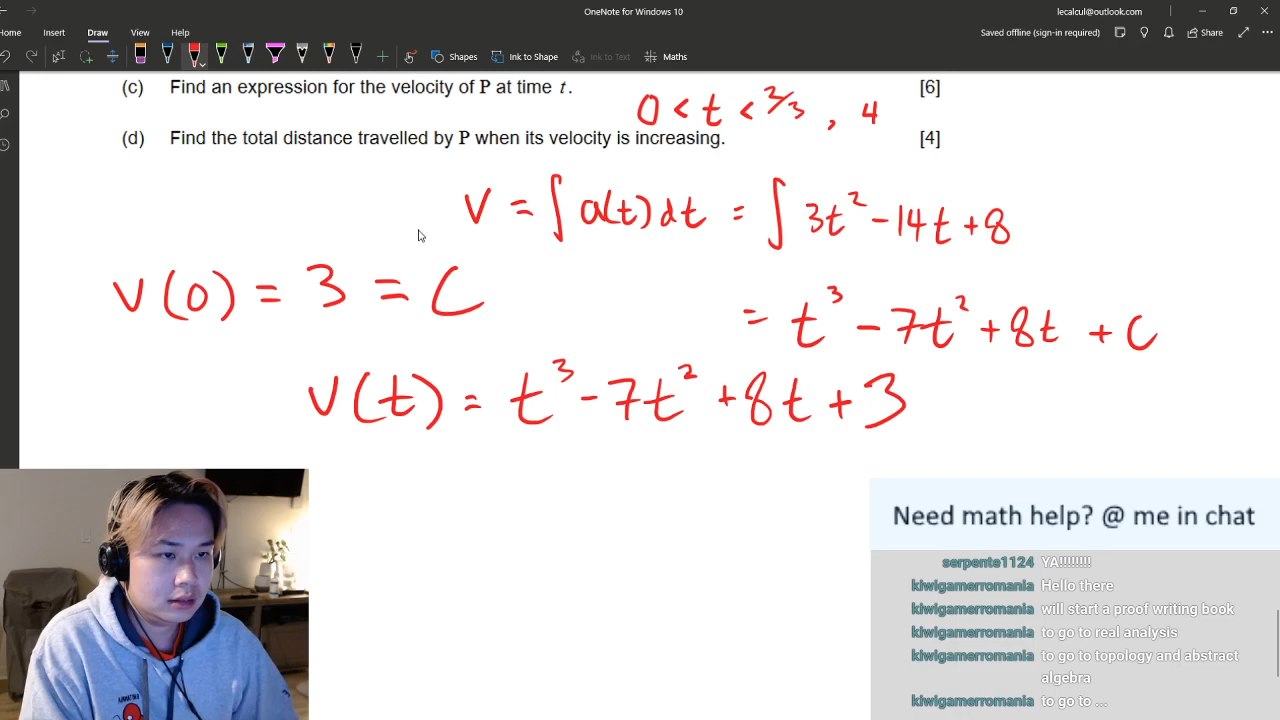 OneNote for Windows 10
lecalcul@outlook.com
Home Insert Draw View Help
Saved offline (sign-in required)
Share
Shapes
Ink to Shape
Ink to Text
Maths
(c) Find an expression for the velocity of P at time t. [6]
0 < t < 2/3 , 4
(d) Find the total distance travelled by P when its velocity is increasing. [4]
V = ∫ a(t) dt = ∫ 3t² - 14t + 8
V(0) = 3 = C
= t³ - 7t² + 8t + C
V(t) = t³ - 7t² + 8t + 3
Need math help? @ me in chat
serpente1124 YA!!!!!!!!
kiwigamerromania Hello there
kiwigamerromania will start a proof writing book
kiwigamerromania to go to real analysis
kiwigamerromania to go to topology and abstract
algebra
kiwigamerromania to go to ...